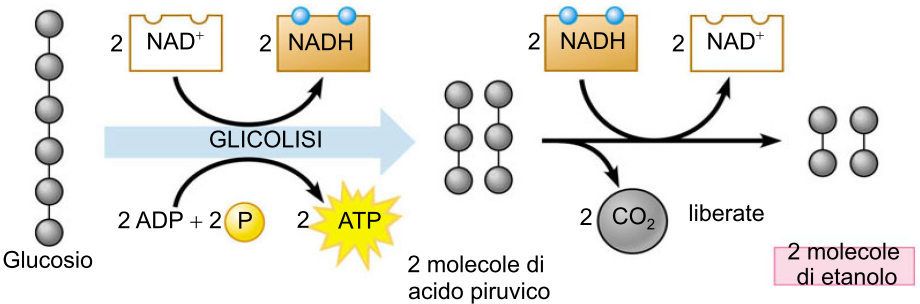 2 NAD+
2 NADH
2 NADH
2 NAD+
GLICOLISI
2 ADP + 2 P
2 ATP
2 CO2 liberate
Glucosio
2 molecole di
acido piruvico
2 molecole
di etanolo